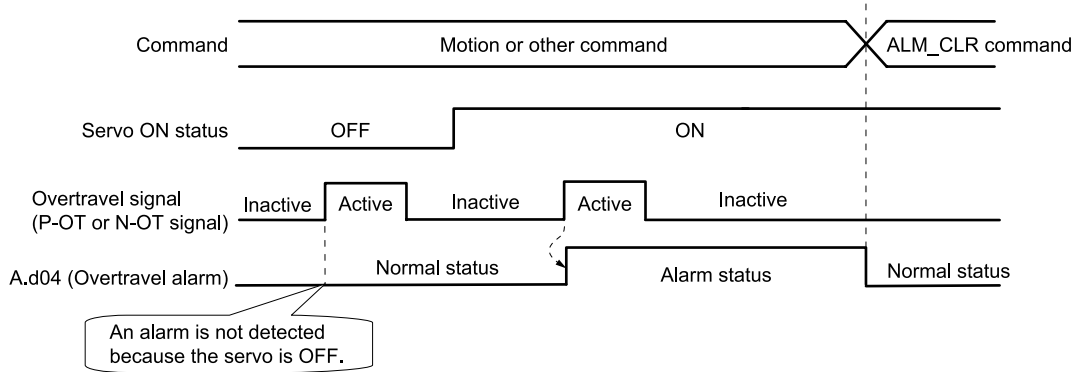 Command
Motion or other command
ALM_CLR command
Servo ON status
OFF
ON
Overtravel signal
(P-OT or N-OT signal)
Inactive
Active
Inactive
Active
Inactive
A.d04 (Overtravel alarm)
Normal status
Alarm status
Normal status
An alarm is not detected
because the servo is OFF.